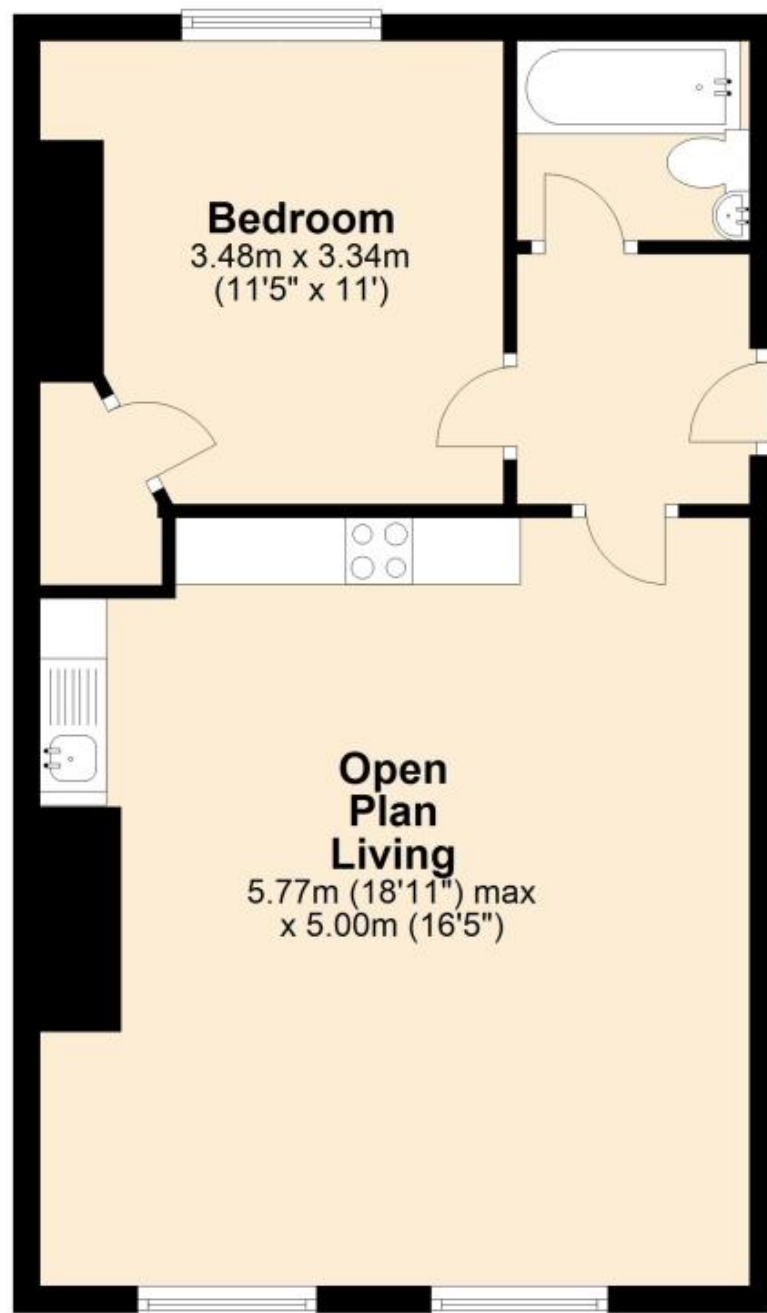 Bedroom
3.48m x 3.34m
(11'5" x 11')
Open
Plan
Living
5.77m (18'11") max
x 5.00m (16'5")